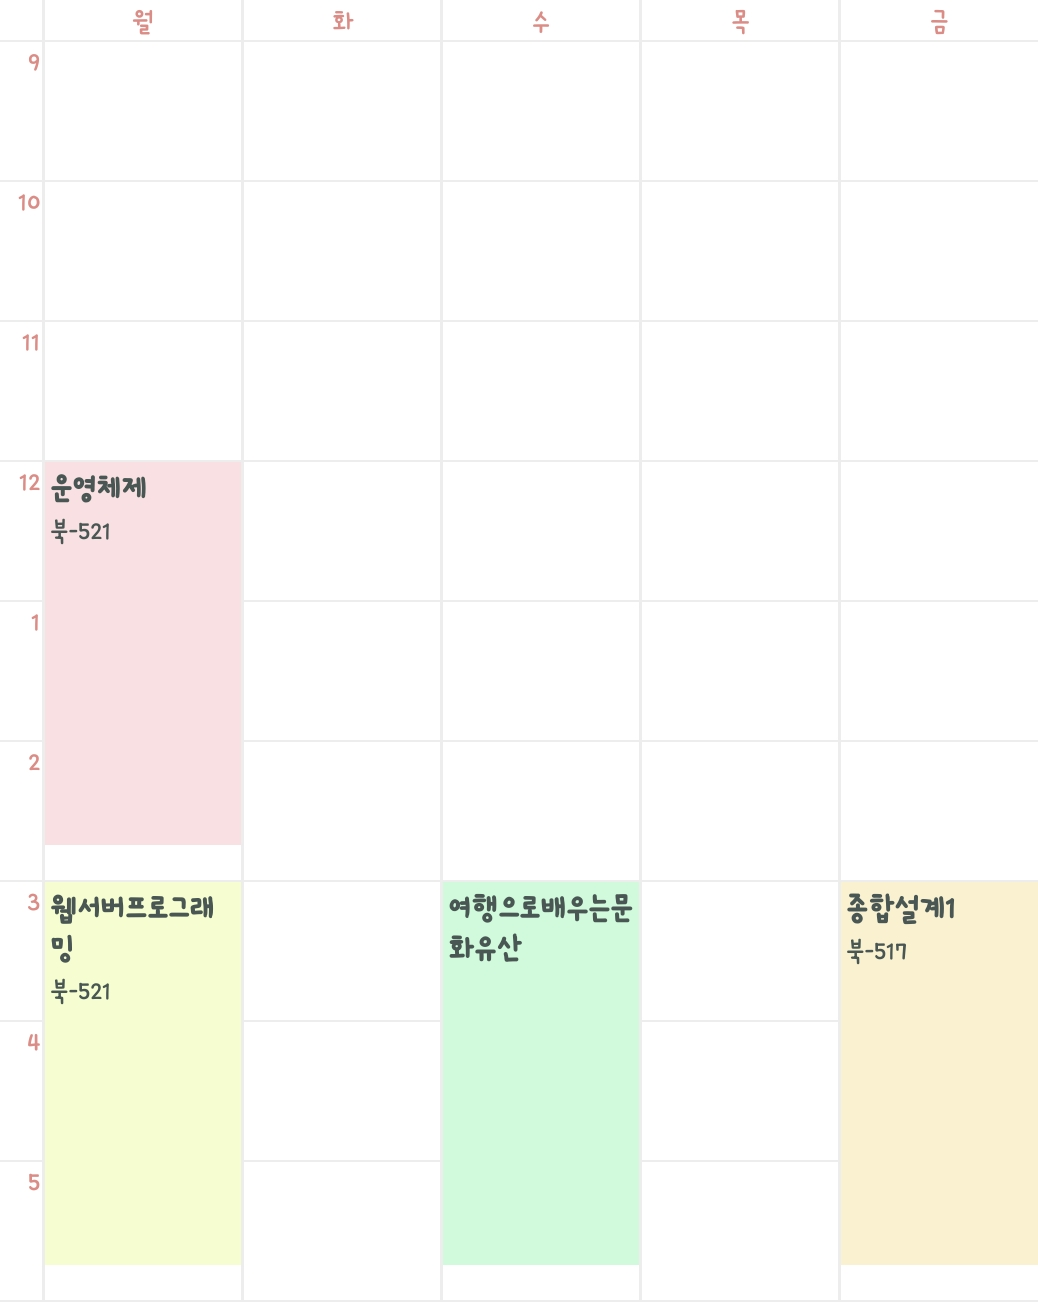 월 화 수 목 금
9
10
11
12
운영체제
북-521
1
2
3
웹서버프로그래
밍
북-521
여행으로배우는문
화유산
종합설계1
북-517
4
5